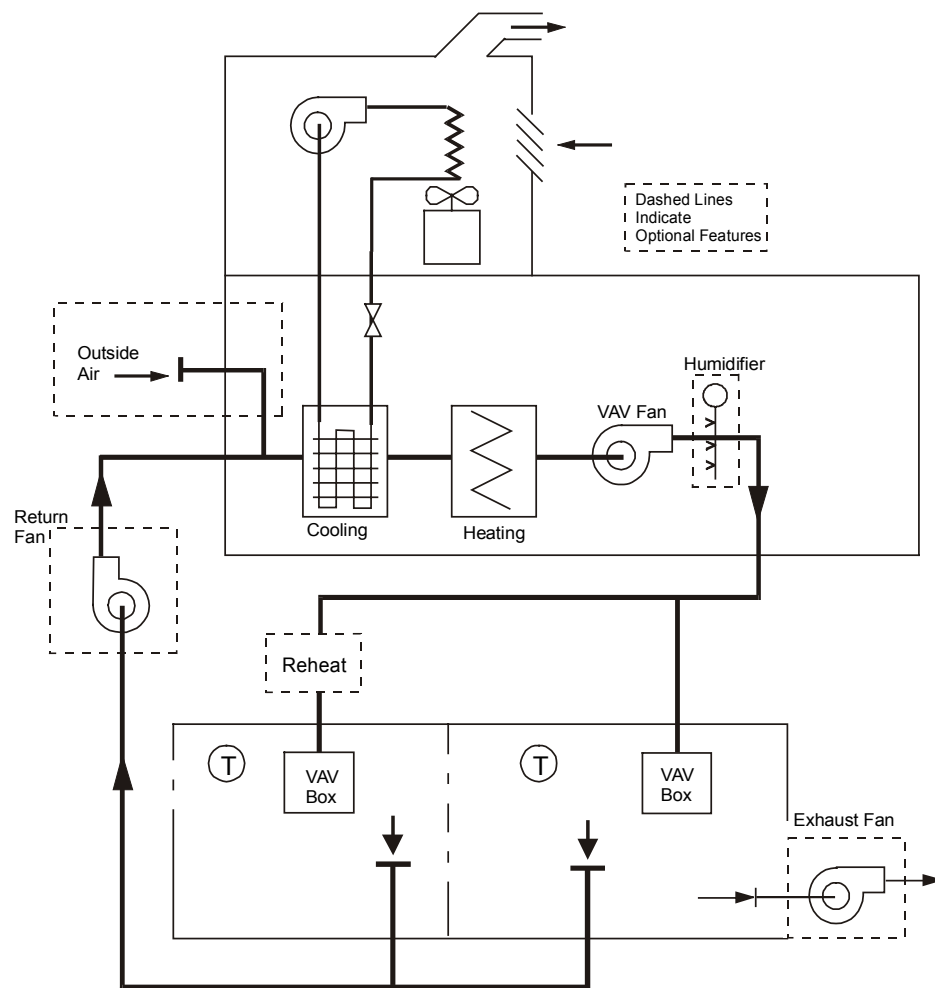 Dashed Lines
Indicate
Optional Features
Outside
Air
Humidifier
VAV Fan
Cooling
Heating
Return
Fan
Reheat
T
VAV
Box
T
VAV
Box
Exhaust Fan